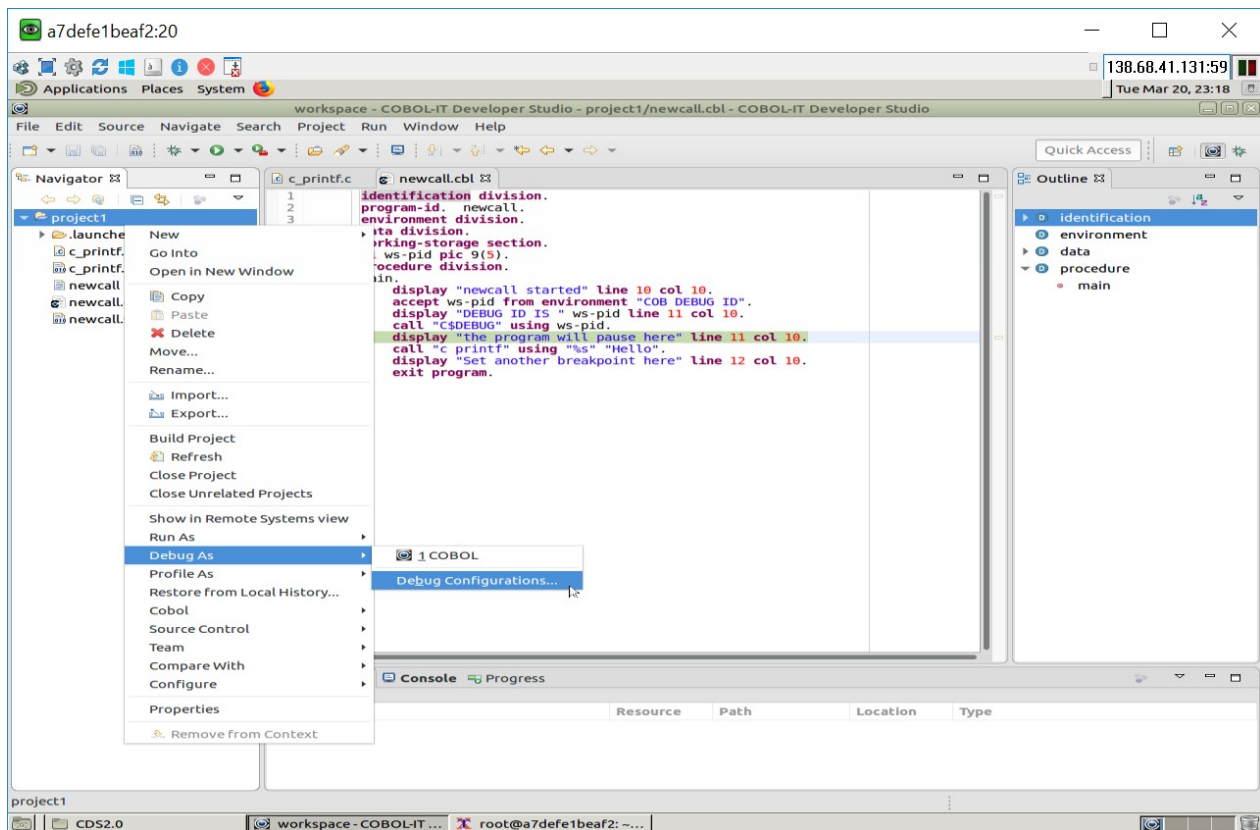 a7defe1beaf2:20
138.68.41.131:59
Applications Places System
Tue Mar 20, 23:18
workspace - COBOL-IT Developer Studio - project1/newcall.cbl - COBOL-IT Developer Studio
File Edit Source Navigate Search Project Run Window Help
Quick Access
Navigator
project1
.launche
c_printf.
c_printf.
newcall
newcall.
newcall.
New
Go Into
Open in New Window
Copy
Paste
Delete
Move...
Rename...
Import...
Export...
Build Project
Refresh
Close Project
Close Unrelated Projects
Show in Remote Systems view
Run As
Debug As
Profile As
Restore from Local History...
Cobol
Source Control
Team
Compare With
Configure
Properties
Remove from Context
1 COBOL
Debug Configurations...
c_printf.c newcall.cbl
1 identification division.
2 program-id. newcall.
3 environment division.
ata division.
rking-storage section.
ws-pid pic 9(5).
ocedure division.
in.
display "newcall started" line 10 col 10.
accept ws-pid from environment "COB DEBUG ID".
display "DEBUG ID IS " ws-pid line 11 col 10.
call "C$DEBUG" using ws-pid.
display "the program will pause here" line 11 col 10.
call "c printf" using "%s" "Hello".
display "Set another breakpoint here" line 12 col 10.
exit program.
Outline
identification
environment
data
procedure
main
Console Progress
Resource Path Location Type
project1
CDS2.0 workspace - COBOL-IT ... root@a7defe1beaf2: ~...